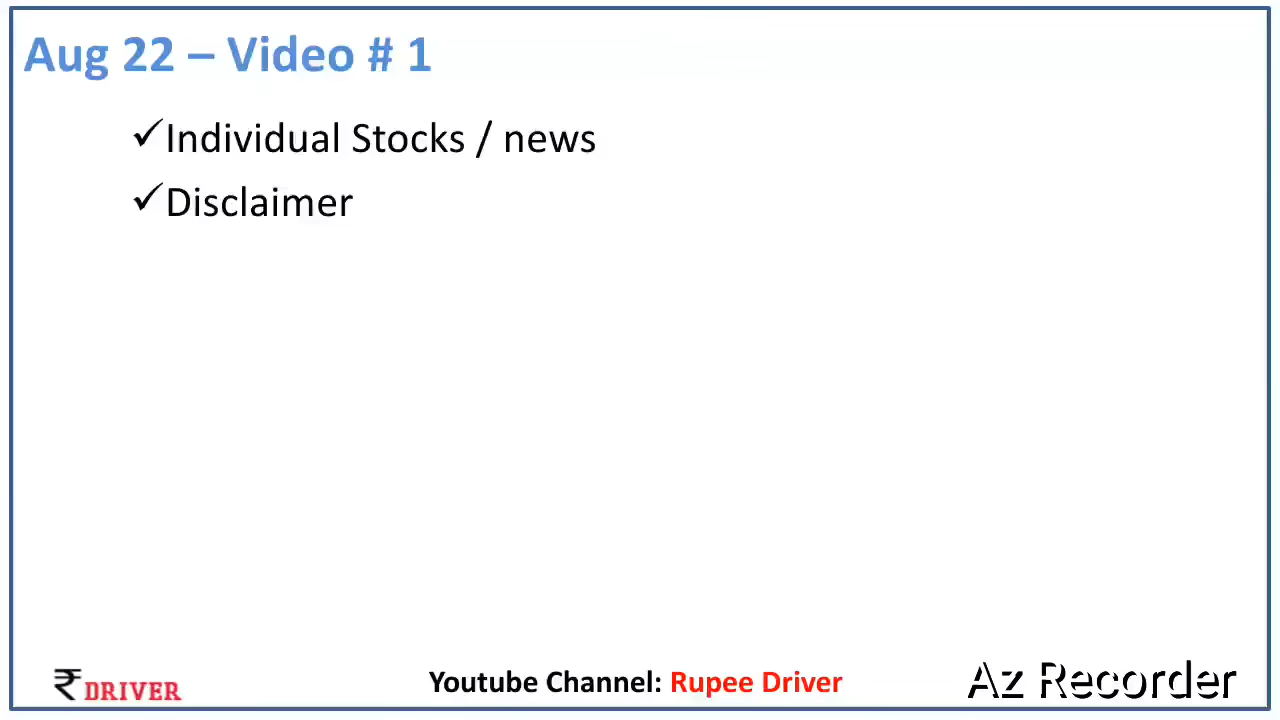 Aug 22 – Video # 1
✓Individual Stocks / news
✓Disclaimer
₹ DRIVER
Youtube Channel: Rupee Driver
Az Recorder